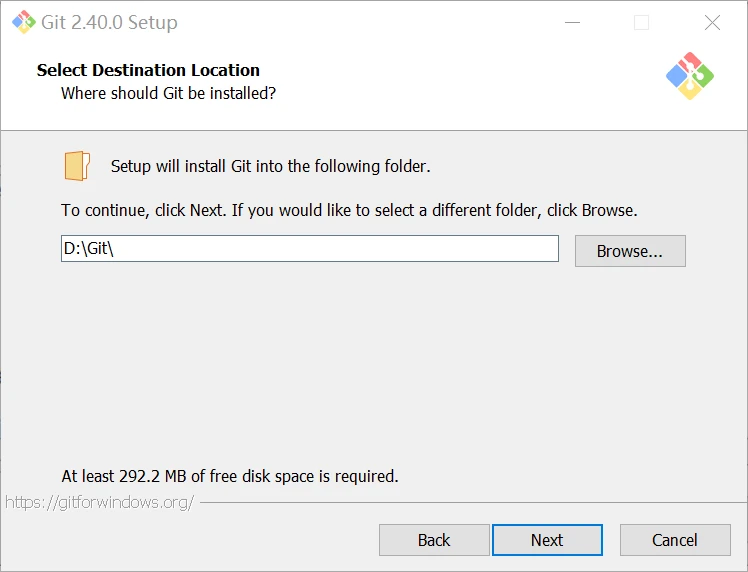 Git 2.40.0 Setup
Select Destination Location
Where should Git be installed?
Setup will install Git into the following folder.
To continue, click Next. If you would like to select a different folder, click Browse.
D:\Git\
Browse...
At least 292.2 MB of free disk space is required.
https://gitforwindows.org/
Back
Next
Cancel